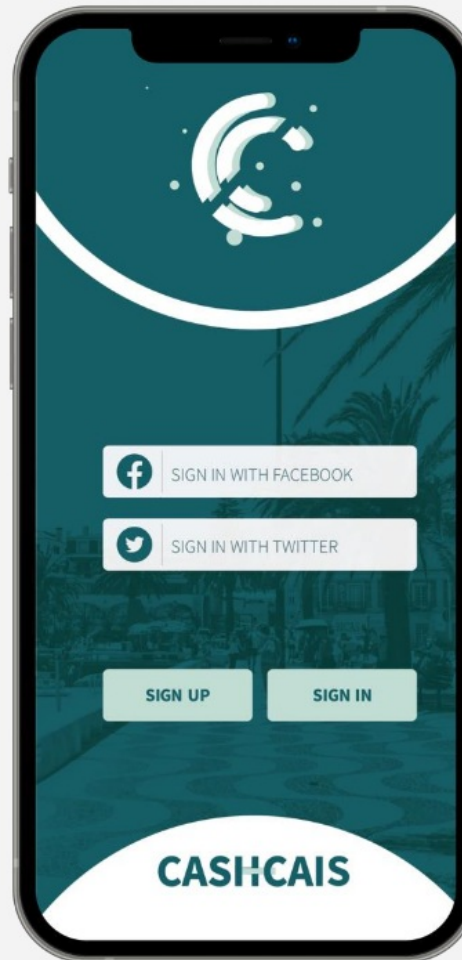 SIGN IN WITH FACEBOOK
SIGN IN WITH TWITTER
SIGN UP
SIGN IN
CASHCAIS